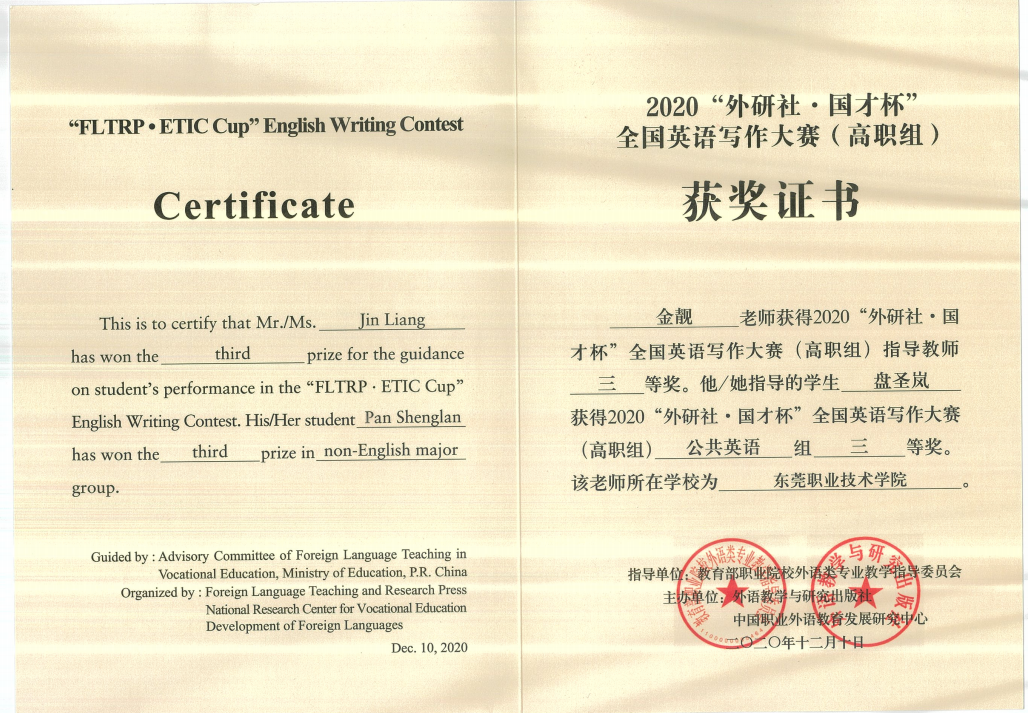 “FLTRP • ETIC Cup” English Writing Contest
Certificate
This is to certify that Mr./Ms. Jin Liang
has won the third prize for the guidance
on student's performance in the “FLTRP · ETIC Cup”
English Writing Contest. His/Her student Pan Shenglan
has won the third prize in non-English major
group.
Guided by : Advisory Committee of Foreign Language Teaching in
Vocational Education, Ministry of Education, P.R. China
Organized by : Foreign Language Teaching and Research Press
National Research Center for Vocational Education
Development of Foreign Languages
Dec. 10, 2020
2020“外研社·国才杯”
全国英语写作大赛（高职组）
获奖证书
金靓 老师获得2020“外研社·国
才杯”全国英语写作大赛（高职组）指导教师
三 等奖。他/她指导的学生 盘圣岚
获得2020“外研社·国才杯”全国英语写作大赛
（高职组） 公共英语 组 三 等奖。
该老师所在学校为 东莞职业技术学院 。
指导单位：教育部职业院校外语类专业教学指导委员会
主办单位：外语教学与研究出版社
中国职业外语教育发展研究中心
二〇二〇年十二月十日